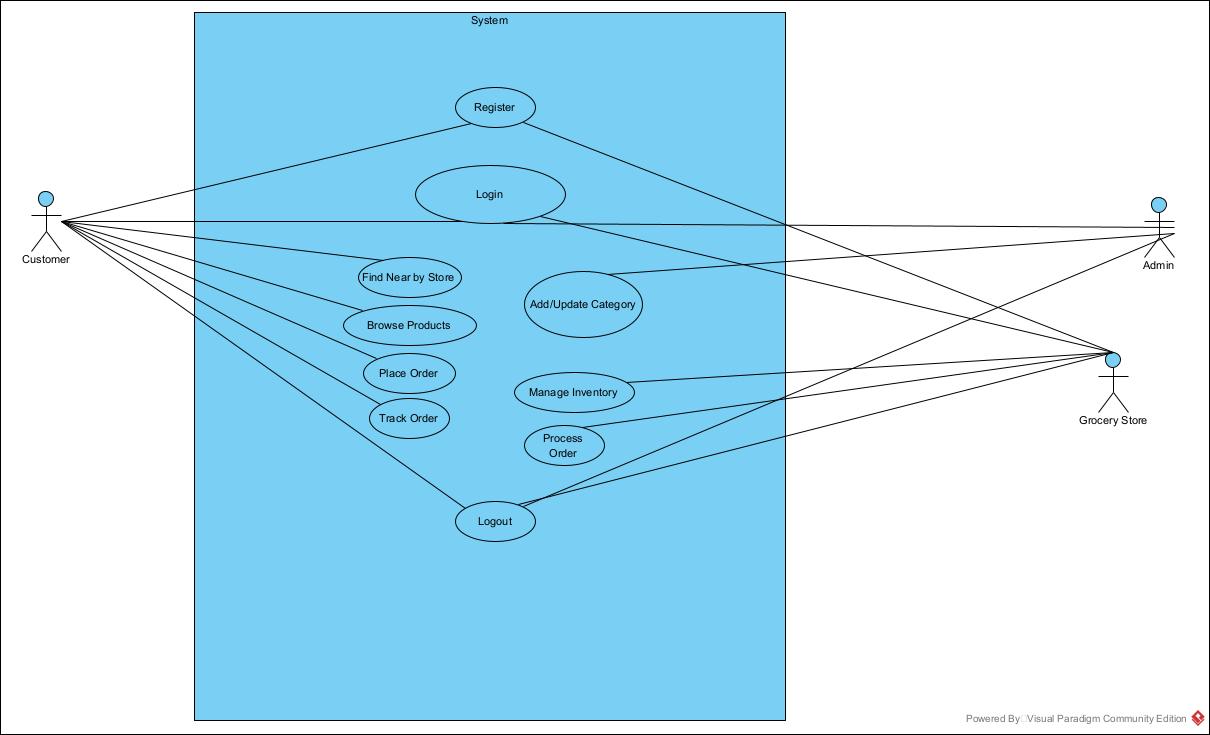 System
Register
Login
Customer
Admin
Find Near by Store
Add/Update Category
Browse Products
Place Order
Manage Inventory
Track Order
Grocery Store
Process
Order
Logout
Powered By Visual Paradigm Community Edition